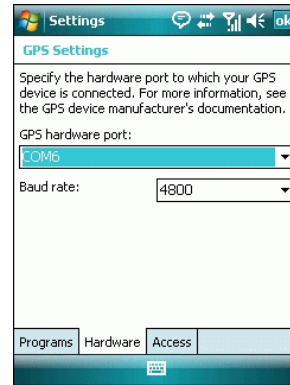 Settings
ok
GPS Settings
Specify the hardware port to which your GPS
device is connected. For more information, see
the GPS device manufacturer's documentation.
GPS hardware port:
COM6
Baud rate:
4800
Programs Hardware Access